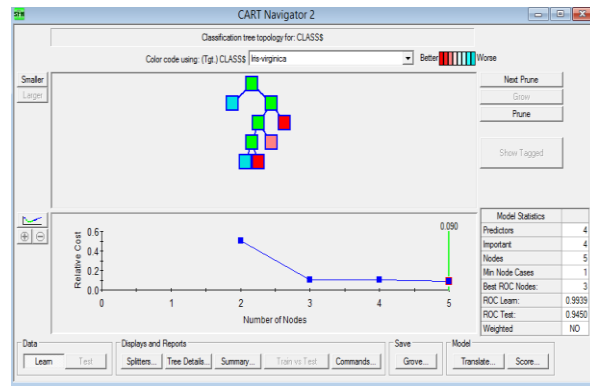 SPM
CART Navigator 2
Classification tree topology for: CLASS$
Color code using: (Tgt.) CLASS$ Iris-virginica Better Worse
Smaller
Larger
Next Prune
Grow
Prune
Show Tagged
Relative Cost
0.6
0.4
0.2
0.0
0.090
0 1 2 3 4 5
Number of Nodes
Model Statistics
Predictors 4
Important 4
Nodes 5
Min Node Cases 1
Best ROC Nodes: 3
ROC Learn: 0.9939
ROC Test: 0.9450
Weighted NO
Data Displays and Reports Save Model
Learn Test Splitters... Tree Details... Summary... Train vs Test Commands... Grove... Translate... Score...